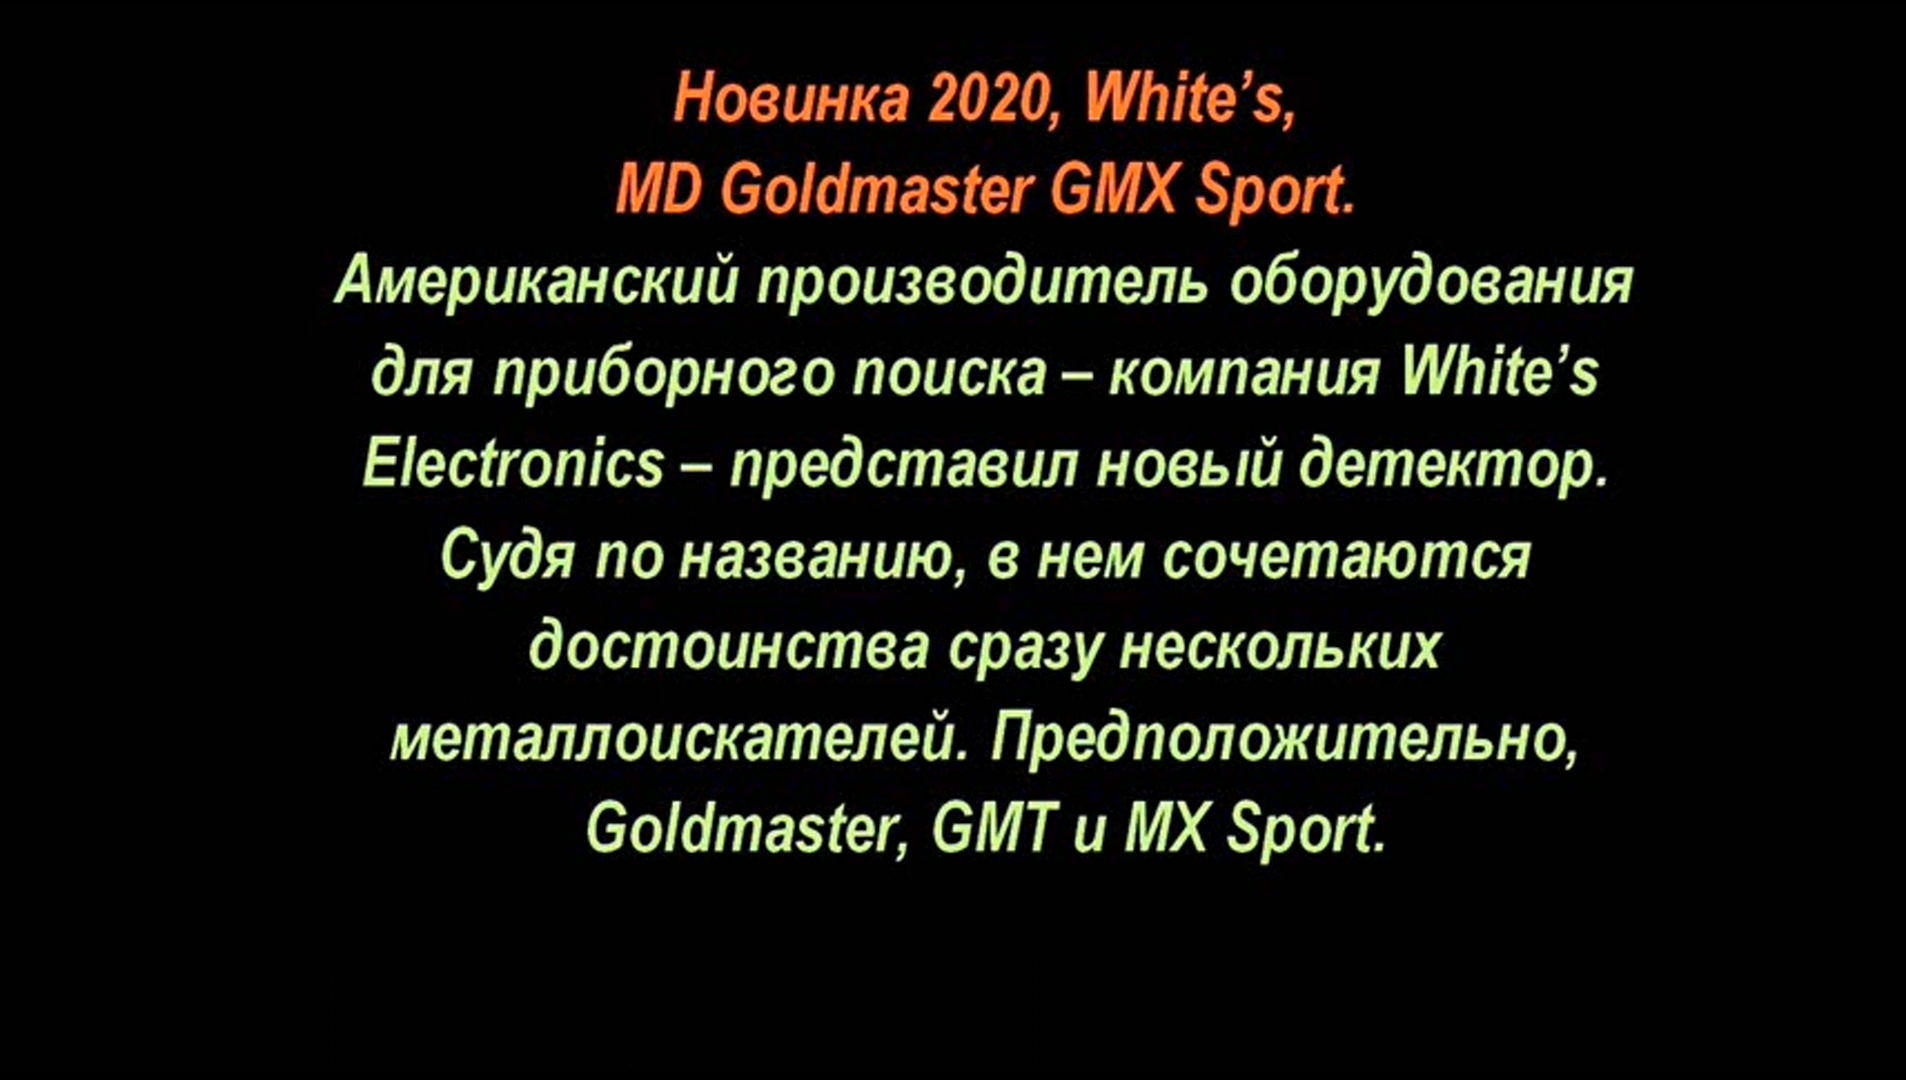 Новинка 2020, White’s,
MD Goldmaster GMX Sport.
Американский производитель оборудования
для приборного поиска – компания White’s
Electronics – представил новый детектор.
Судя по названию, в нем сочетаются
достоинства сразу нескольких
металлоискателей. Предположительно,
Goldmaster, GMT и MX Sport.